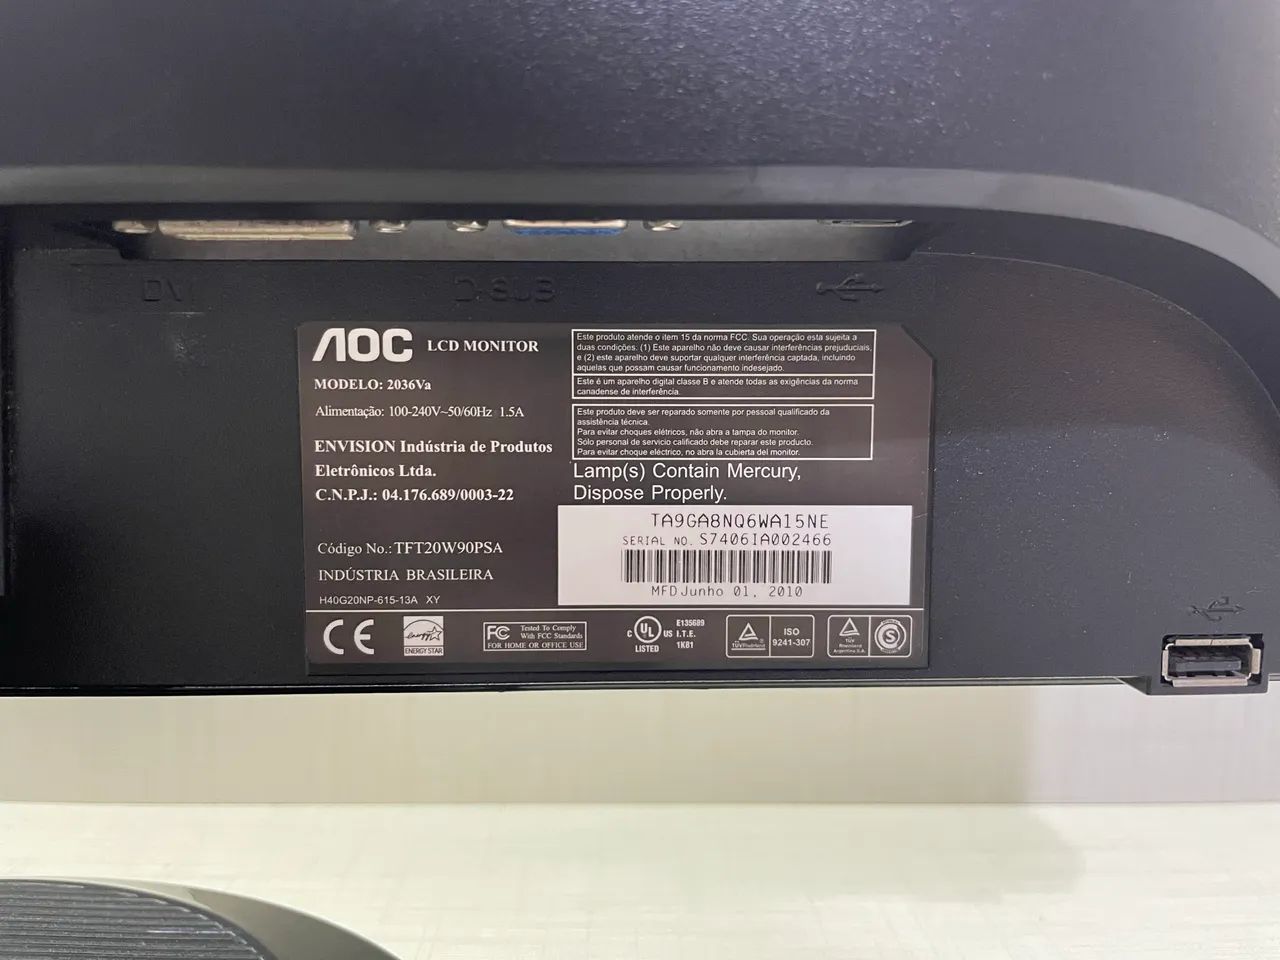 DVI
D-SUB
AOC LCD MONITOR
MODELO: 2036Va
Alimentação: 100-240V~50/60Hz 1.5A
ENVISION Indústria de Produtos
Eletrônicos Ltda.
C.N.P.J.: 04.176.689/0003-22
Código No.: TFT20W90PSA
INDÚSTRIA BRASILEIRA
H40G20NP-615-13A XY
Este produto atende o item 15 da norma FCC. Sua operação esta sujeita a
duas condições. (1) Este aparelho não deve causar interferências prejuduciais,
e (2) este aparelho deve suportar qualquer interferência captada, incluindo
aquelas que possam causar funcionamento indesejado.
Este é um aparelho digital classe B e atende todas as exigências da norma
canadense de interferência.
Este produto deve ser reparado somente por pessoal qualificado da
assistência técnica.
Para evitar choques elétricos, não abra a tampa do monitor.
Sólo personal de servicio calificado debe reparar este producto.
Para evitar choque eléctrico, no abra la cubierta del monitor.
Lamp(s) Contain Mercury,
Dispose Properly.
TA9GA8NQ6WA15NE
SERIAL NO. S7406IA002466
MFD Junho 01, 2010
CE
energy
ENERGY STAR
FC Tested To Comply
With FCC Standards
FOR HOME OR OFFICE USE
C UL US
LISTED
E135689
I.T.E.
1K81
TÜVRheinland
ISO
9241-307
TÜV
Rheinland
Argentina S.A.
S